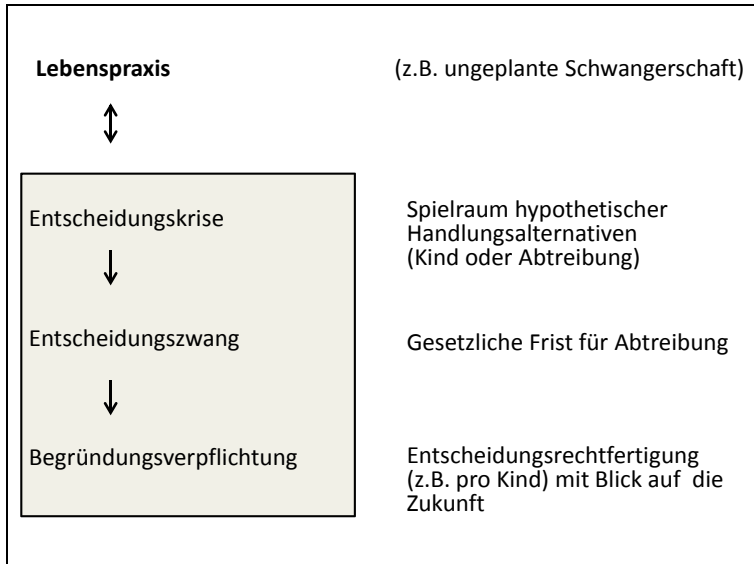 Lebenspraxis (z.B. ungeplante Schwangerschaft)
Entscheidungskrise
Spielraum hypothetischer
Handlungsalternativen
(Kind oder Abtreibung)
Entscheidungszwang
Gesetzliche Frist für Abtreibung
Begründungsverpflichtung
Entscheidungsrechtfertigung
(z.B. pro Kind) mit Blick auf die
Zukunft